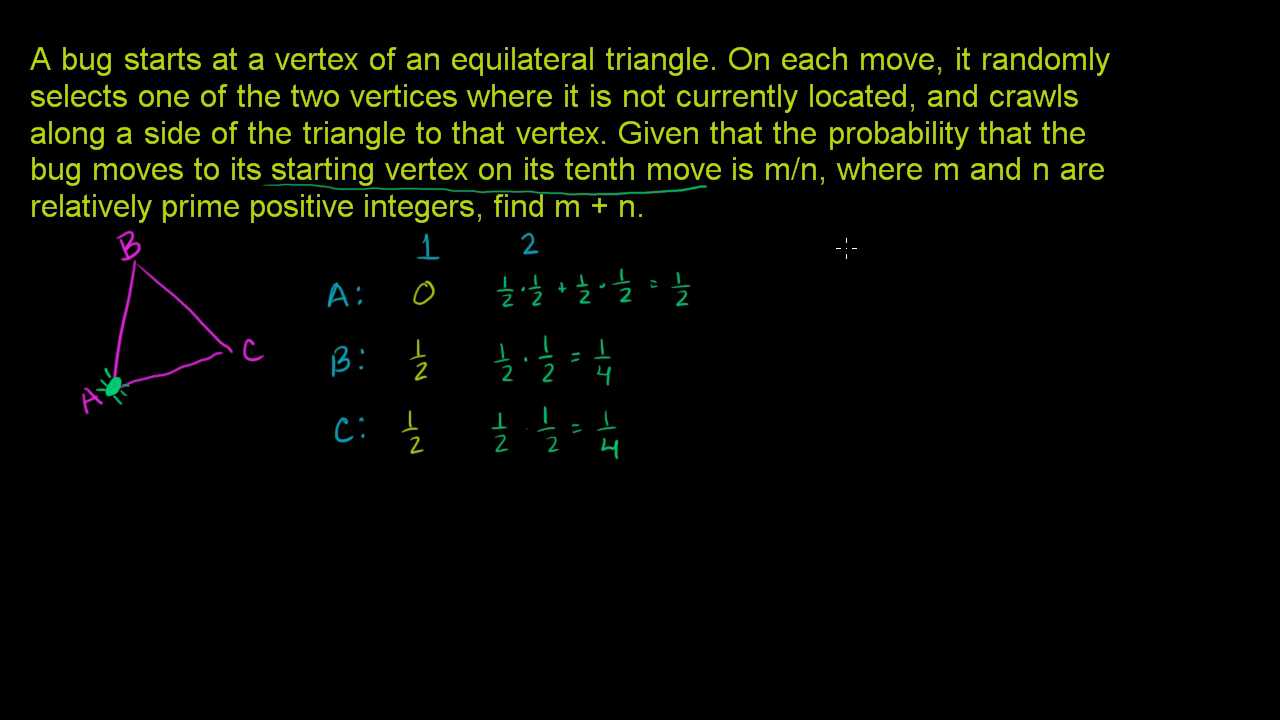 A bug starts at a vertex of an equilateral triangle. On each move, it randomly
selects one of the two vertices where it is not currently located, and crawls
along a side of the triangle to that vertex. Given that the probability that the
bug moves to its starting vertex on its tenth move is m/n, where m and n are
relatively prime positive integers, find m + n.
B
C
A
1 2
A: 0 1/2 · 1/2 + 1/2 · 1/2 = 1/2
B: 1/2 1/2 · 1/2 = 1/4
C: 1/2 1/2 · 1/2 = 1/4